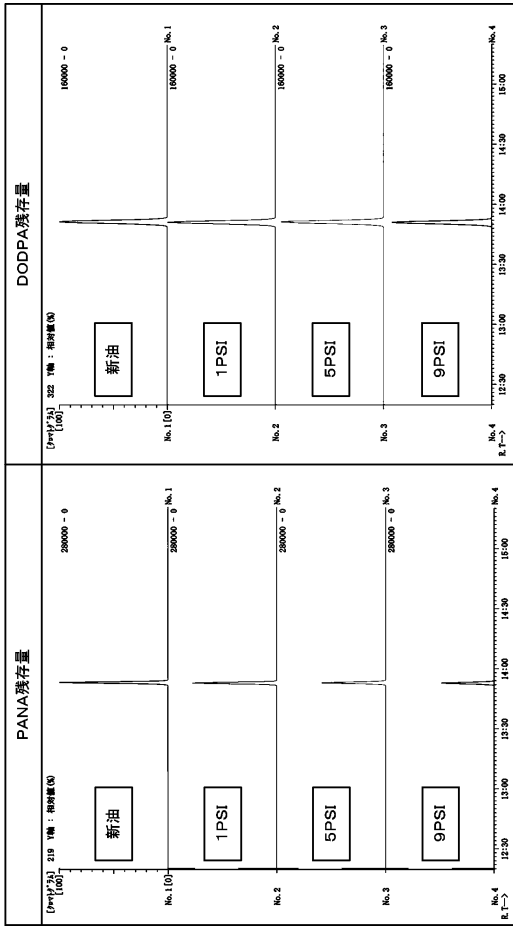 PANA残存量
[クロマトグラム] 219 Y軸 : 相対値(%)
[100]
280000 - 0
新油
No.1[0]
No.1
280000 - 0
1PSI
No.2
No.2
280000 - 0
5PSI
No.3
No.3
280000 - 0
9PSI
No.4
No.4
R.T-->
12:30
13:00
13:30
14:00
14:30
15:00
DODPA残存量
[クロマトグラム] 322 Y軸 : 相対値(%)
[100]
160000 - 0
新油
No.1[0]
No.1
160000 - 0
1PSI
No.2
No.2
160000 - 0
5PSI
No.3
No.3
160000 - 0
9PSI
No.4
No.4
R.T-->
12:30
13:00
13:30
14:00
14:30
15:00